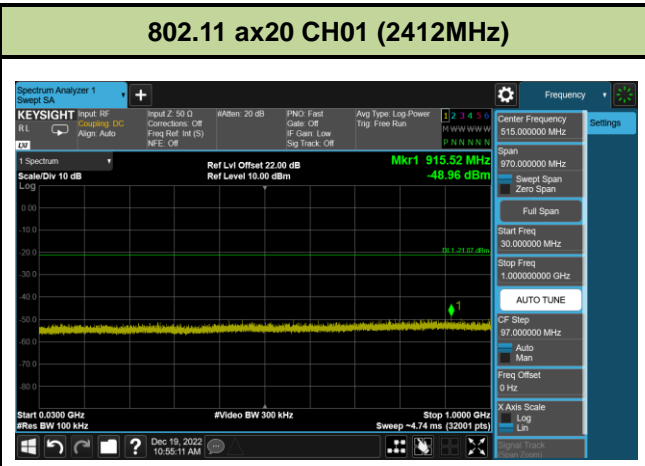 802.11 ax20 CH01 (2412MHz)
Spectrum Analyzer 1
Swept SA
+
Frequency
KEYSIGHT
RL
LXI
Input: RF
Coupling: DC
Align: Auto
Input Z: 50 Ω
Corrections: Off
Freq Ref: Int (S)
NFE: Off
#Atten: 20 dB
PNO: Fast
Gate: Off
IF Gain: Low
Sig Track: Off
Avg Type: Log-Power
Trig: Free Run
1 2 3 4 5 6
M W W W W W
P N N N N N
1 Spectrum
Scale/Div 10 dB
Log
Ref Lvl Offset 22.00 dB
Ref Level 10.00 dBm
Mkr1 915.52 MHz
-48.96 dBm
0.00
-10.0
-20.0
DL1 -21.07 dBm
-30.0
-40.0
1
-50.0
-60.0
-70.0
-80.0
Start 0.0300 GHz
#Res BW 100 kHz
#Video BW 300 kHz
Stop 1.0000 GHz
Sweep ~4.74 ms (32001 pts)
Center Frequency
515.000000 MHz
Settings
Span
970.000000 MHz
Swept Span
Zero Span
Full Span
Start Freq
30.000000 MHz
Stop Freq
1.000000000 GHz
AUTO TUNE
CF Step
97.000000 MHz
Auto
Man
Freq Offset
0 Hz
X Axis Scale
Log
Lin
Signal Track
(Span Zoom)
?
Dec 19, 2022
10:55:11 AM